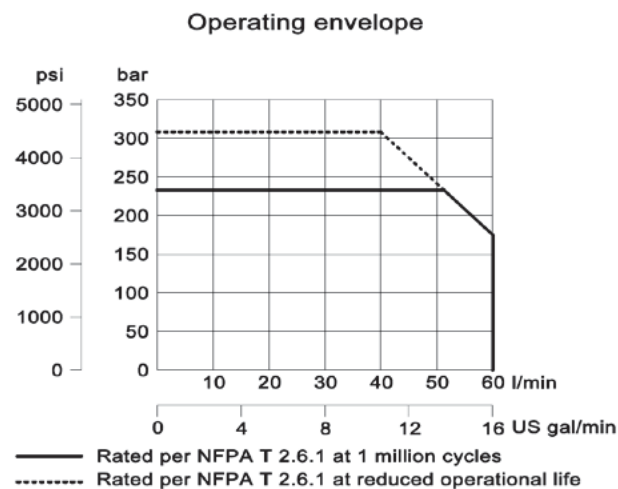 Operating envelope
psi bar
5000 350
4000 300
3000 250
2000 200
1000 150
0 100
50
0
10 20 30 40 50 60 l/min
0 4 8 12 16 US gal/min
Rated per NFPA T 2.6.1 at 1 million cycles
Rated per NFPA T 2.6.1 at reduced operational life